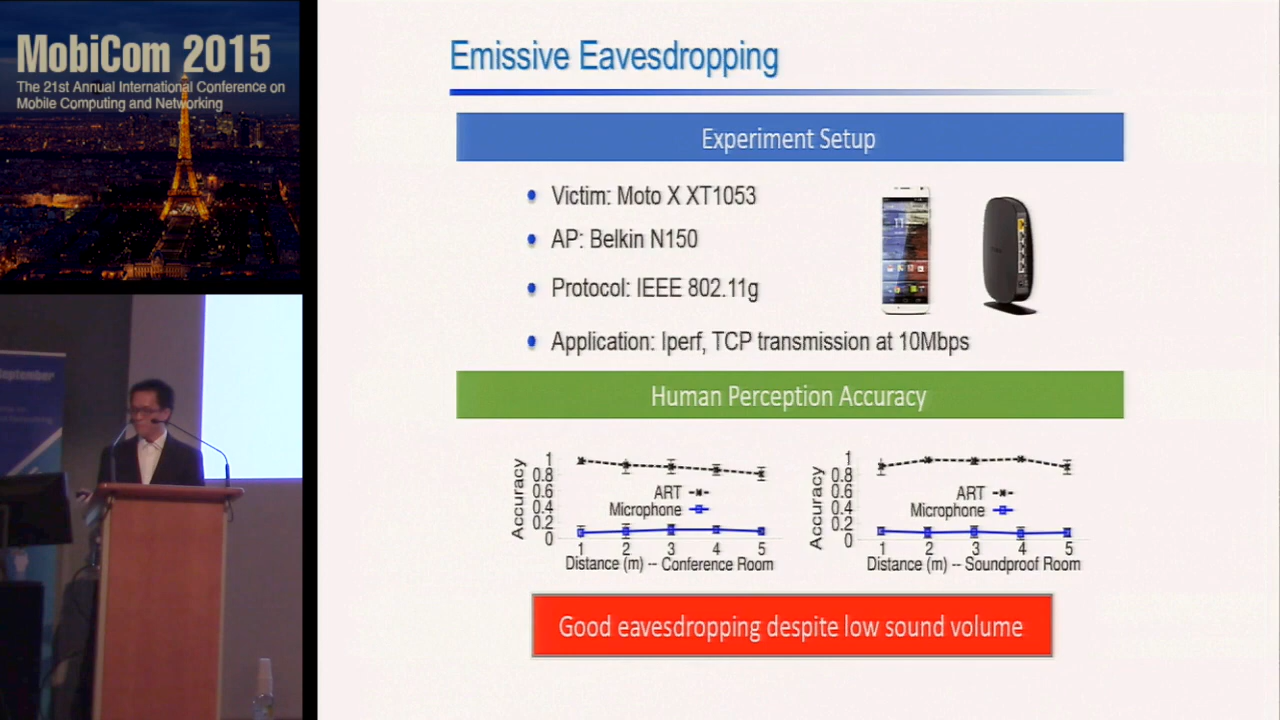 MobiCom 2015
The 21st Annual International Conference on
Mobile Computing and Networking
September
Emissive Eavesdropping
Experiment Setup
• Victim: Moto X XT1053
• AP: Belkin N150
• Protocol: IEEE 802.11g
• Application: Iperf, TCP transmission at 10Mbps
Human Perception Accuracy
Accuracy
1
0.8
0.6
0.4
0.2
0
ART
Microphone
1 2 3 4 5
Distance (m) -- Conference Room
Accuracy
1
0.8
0.6
0.4
0.2
0
ART
Microphone
1 2 3 4 5
Distance (m) -- Soundproof Room
Good eavesdropping despite low sound volume